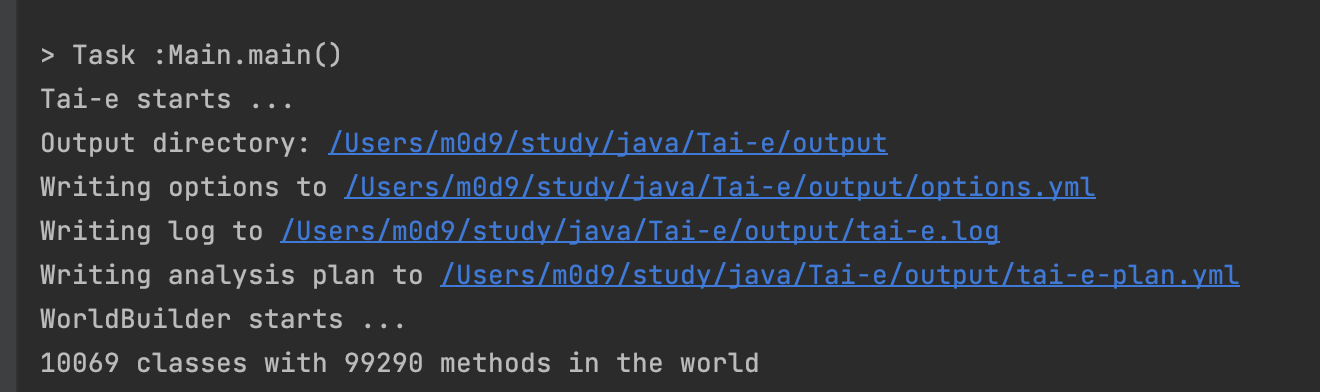 > Task :Main.main()
Tai-e starts ...
Output directory: /Users/m0d9/study/java/Tai-e/output
Writing options to /Users/m0d9/study/java/Tai-e/output/options.yml
Writing log to /Users/m0d9/study/java/Tai-e/output/tai-e.log
Writing analysis plan to /Users/m0d9/study/java/Tai-e/output/tai-e-plan.yml
WorldBuilder starts ...
10069 classes with 99290 methods in the world